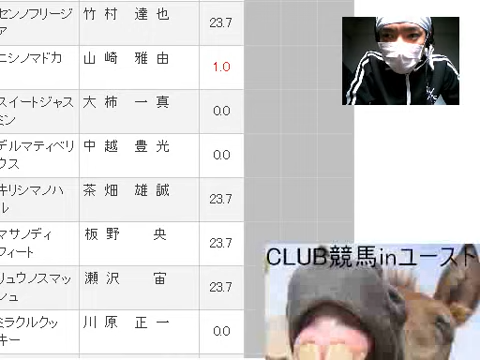 センノフリージ
ア
竹村 達也
23.7
ニシノマドカ
山崎 雅由
1.0
スイートジャス
ミン
大柿 一真
0.0
デルマティベリ
ウス
中越 豊光
0.0
キリシマノハ
ル
茶畑 雄誠
23.7
マサノディ
フィート
板野 央
23.7
リュウノスマッ
シュ
瀬沢 宙
23.7
ミラクルクッ
キー
川原 正一
0.0
CLUB競馬inユースト